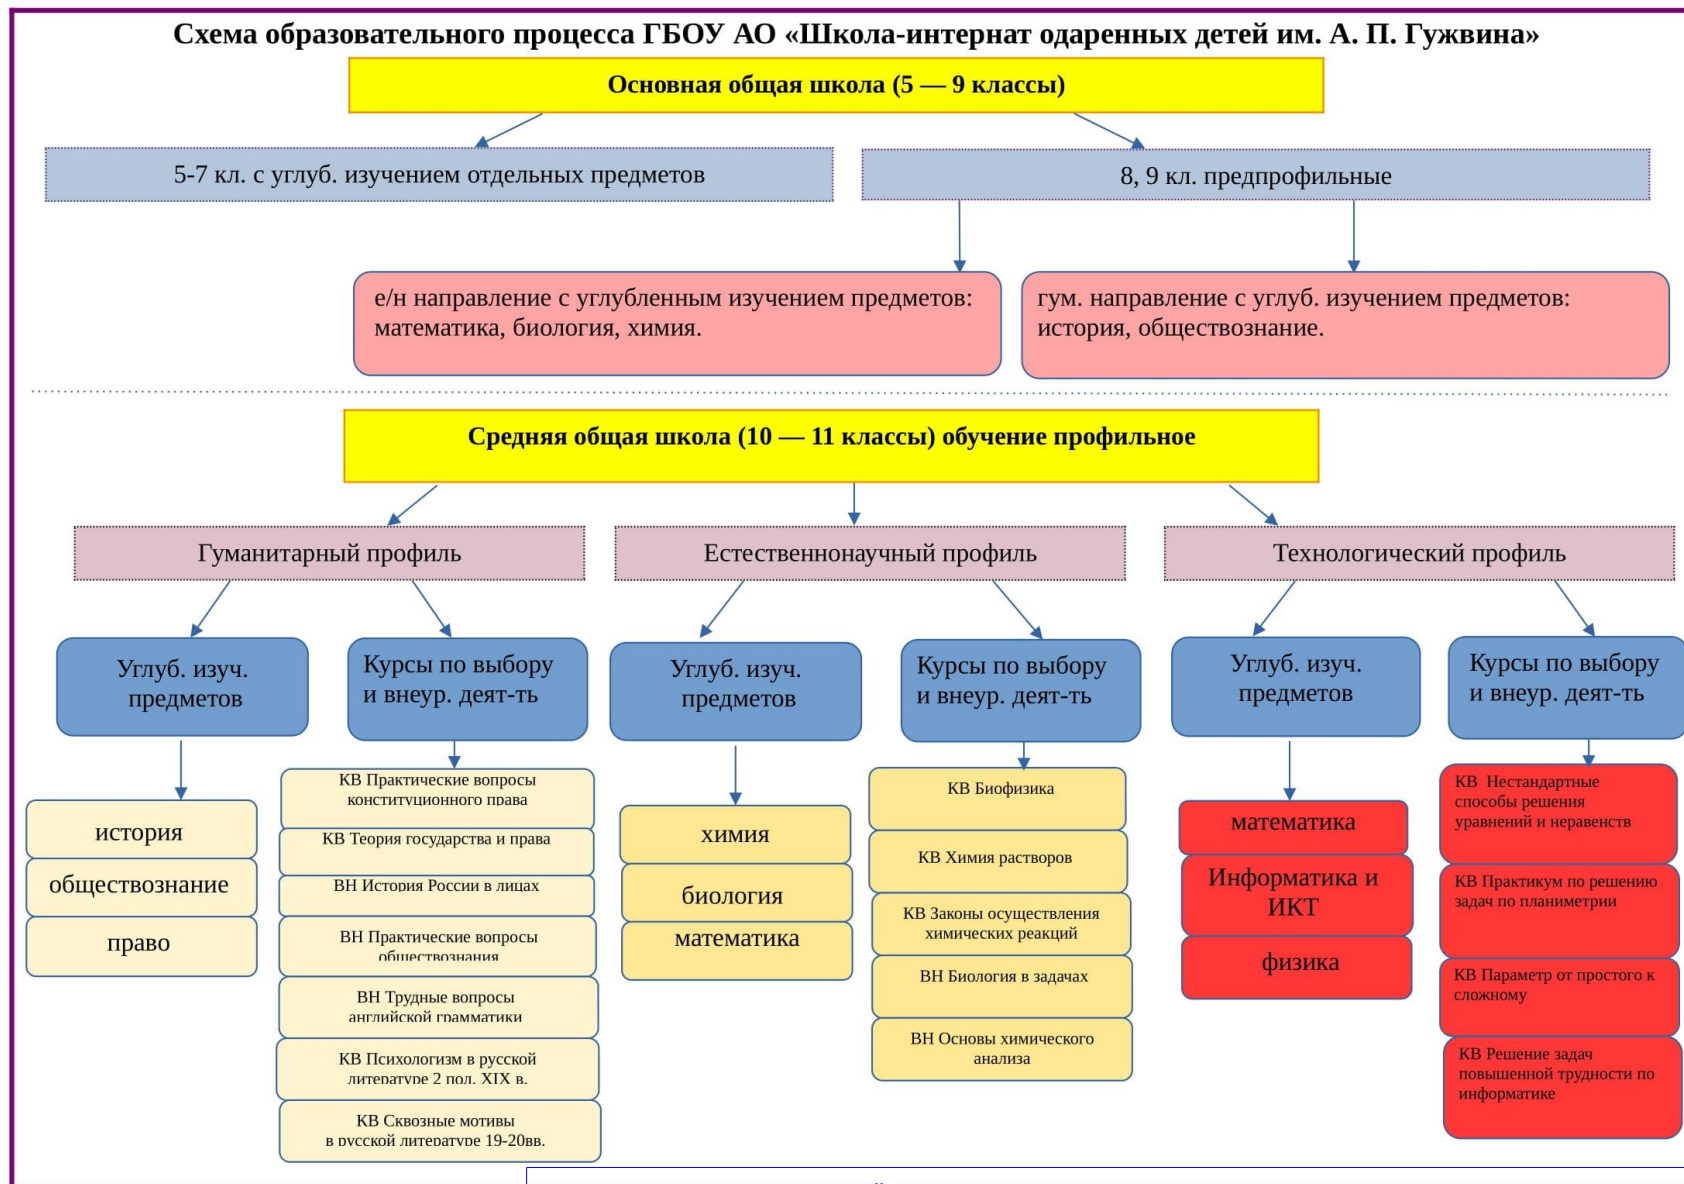 Схема образовательного процесса ГБОУ АО «Школа-интернат одаренных детей им. А. П. Гужвина»
Основная общая школа (5 — 9 классы)
5-7 кл. с углуб. изучением отдельных предметов
8, 9 кл. предпрофильные
е/н направление с углубленным изучением предметов:
математика, биология, химия.
гум. направление с углуб. изучением предметов:
история, обществознание.
Средняя общая школа (10 — 11 классы) обучение профильное
Гуманитарный профиль
Естественнонаучный профиль
Технологический профиль
Углуб. изуч.
предметов
Курсы по выбору
и внеур. деят-ть
Углуб. изуч.
предметов
Курсы по выбору
и внеур. деят-ть
Углуб. изуч.
предметов
Курсы по выбору
и внеур. деят-ть
история
обществознание
право
КВ Практические вопросы
конституционного права
КВ Теория государства и права
ВН История России в лицах
ВН Практические вопросы
обществознания
ВН Трудные вопросы
английской грамматики
КВ Психологизм в русской
литературе 2 пол. XIX в.
КВ Сквозные мотивы
в русской литературе 19-20вв.
химия
биология
математика
КВ Биофизика
КВ Химия растворов
КВ Законы осуществления
химических реакций
ВН Биология в задачах
ВН Основы химического
анализа
математика
Информатика и
ИКТ
физика
КВ Нестандартные
способы решения
уравнений и неравенств
КВ Практикум по решению
задач по планиметрии
КВ Параметр от простого к
сложному
КВ Решение задач
повышенной трудности по
информатике